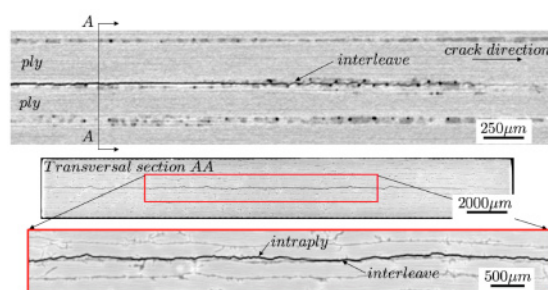 A
ply
interleave
crack direction
ply
A
250μm
Transversal section AA
2000μm
intraply
interleave
500μm